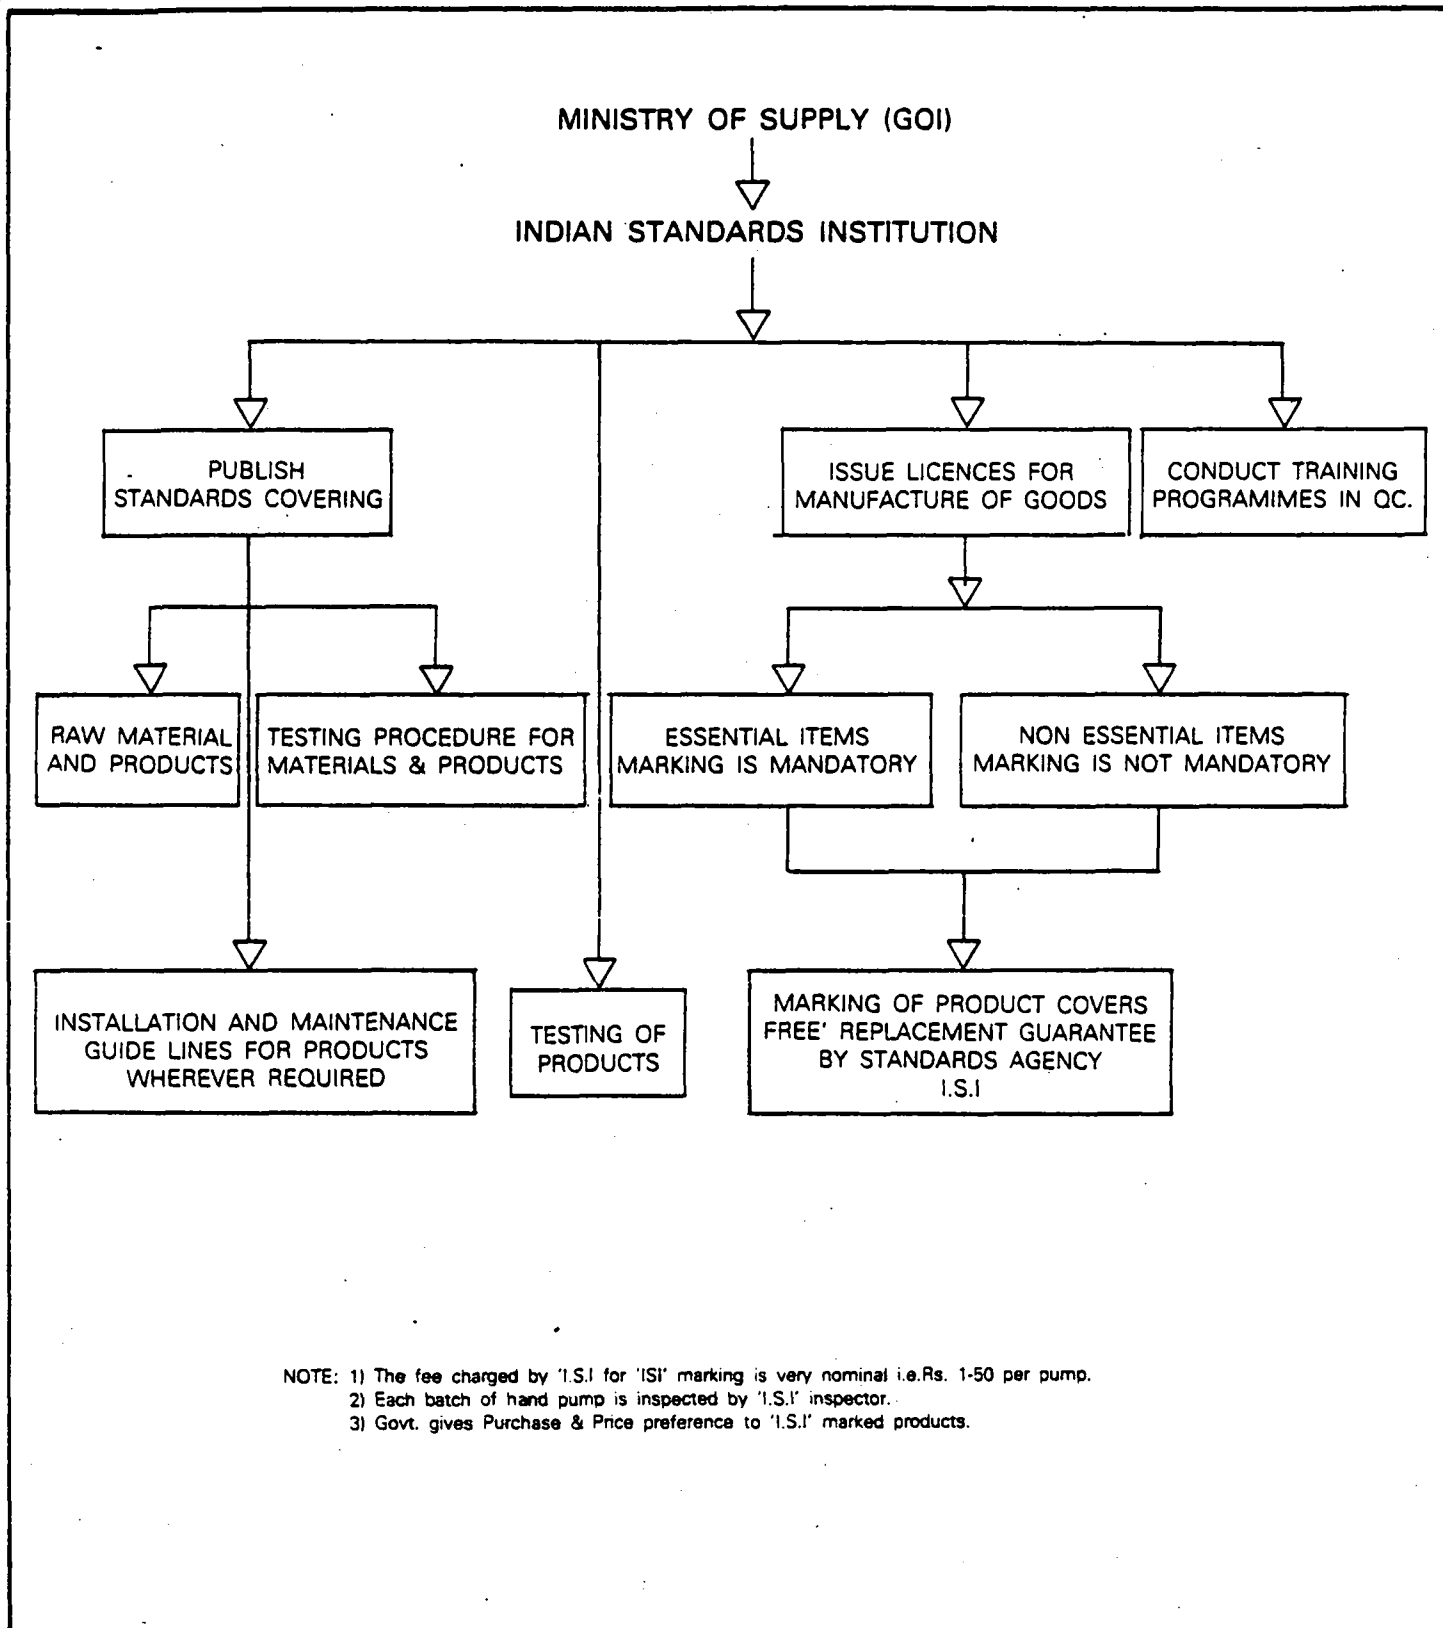 MINISTRY OF SUPPLY (GOI)
INDIAN STANDARDS INSTITUTION
PUBLISH
STANDARDS COVERING
ISSUE LICENCES FOR
MANUFACTURE OF GOODS
CONDUCT TRAINING
PROGRAMIMES IN QC.
RAW MATERIAL
AND PRODUCTS
TESTING PROCEDURE FOR
MATERIALS & PRODUCTS
ESSENTIAL ITEMS
MARKING IS MANDATORY
NON ESSENTIAL ITEMS
MARKING IS NOT MANDATORY
INSTALLATION AND MAINTENANCE
GUIDE LINES FOR PRODUCTS
WHEREVER REQUIRED
TESTING OF
PRODUCTS
MARKING OF PRODUCT COVERS
FREE' REPLACEMENT GUARANTEE
BY STANDARDS AGENCY
I.S.I
NOTE: 1) The fee charged by 'I.S.I for 'ISI' marking is very nominal i.e.Rs. 1-50 per pump.
2) Each batch of hand pump is inspected by 'I.S.I' inspector.
3) Govt. gives Purchase & Price preference to 'I.S.I' marked products.